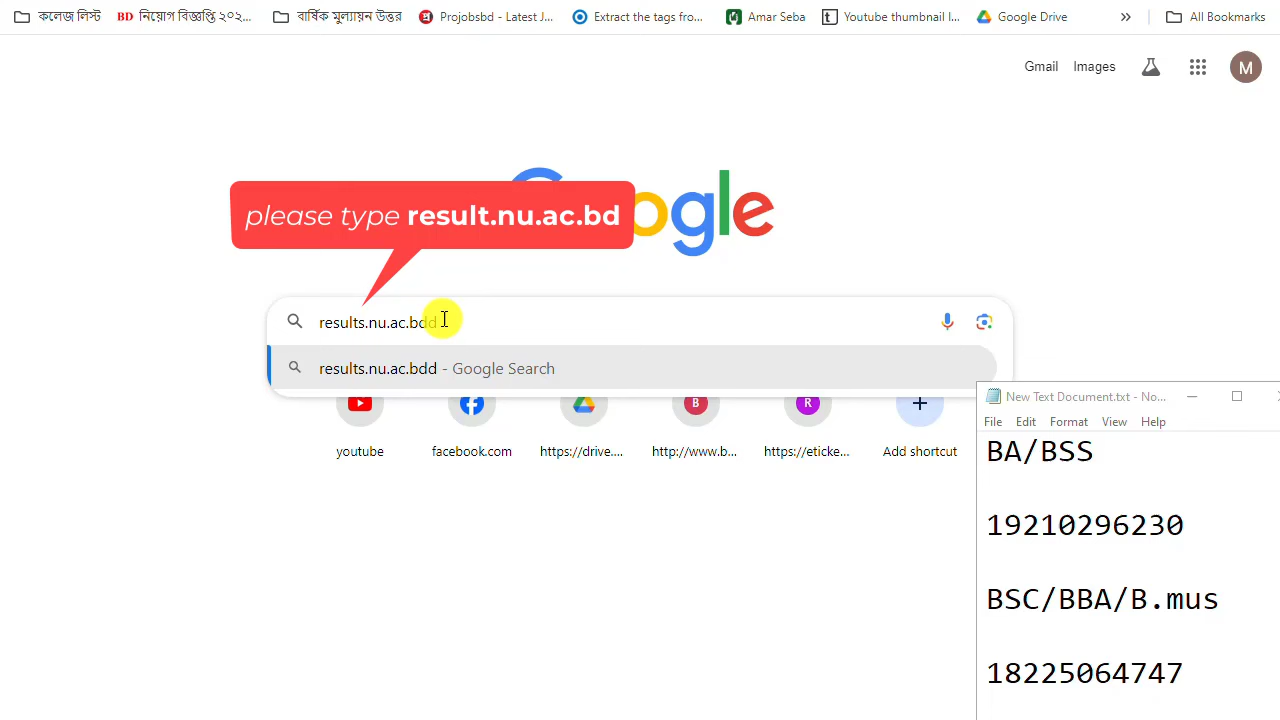 কলেজ লিস্ট
BD নিয়োগ বিজ্ঞপ্তি ২০২...
বার্ষিক মূল্যায়ন উত্তর
Projobsbd - Latest J...
Extract the tags fro...
Amar Seba
Youtube thumbnail I...
Google Drive
All Bookmarks
Gmail
Images
M
please type result.nu.ac.bd
results.nu.ac.bdd
results.nu.ac.bdd - Google Search
youtube
facebook.com
https://drive....
B
http://www.b...
R
https://eticke...
Add shortcut
New Text Document.txt - No...
File Edit Format View Help
BA/BSS
19210296230
BSC/BBA/B.mus
18225064747